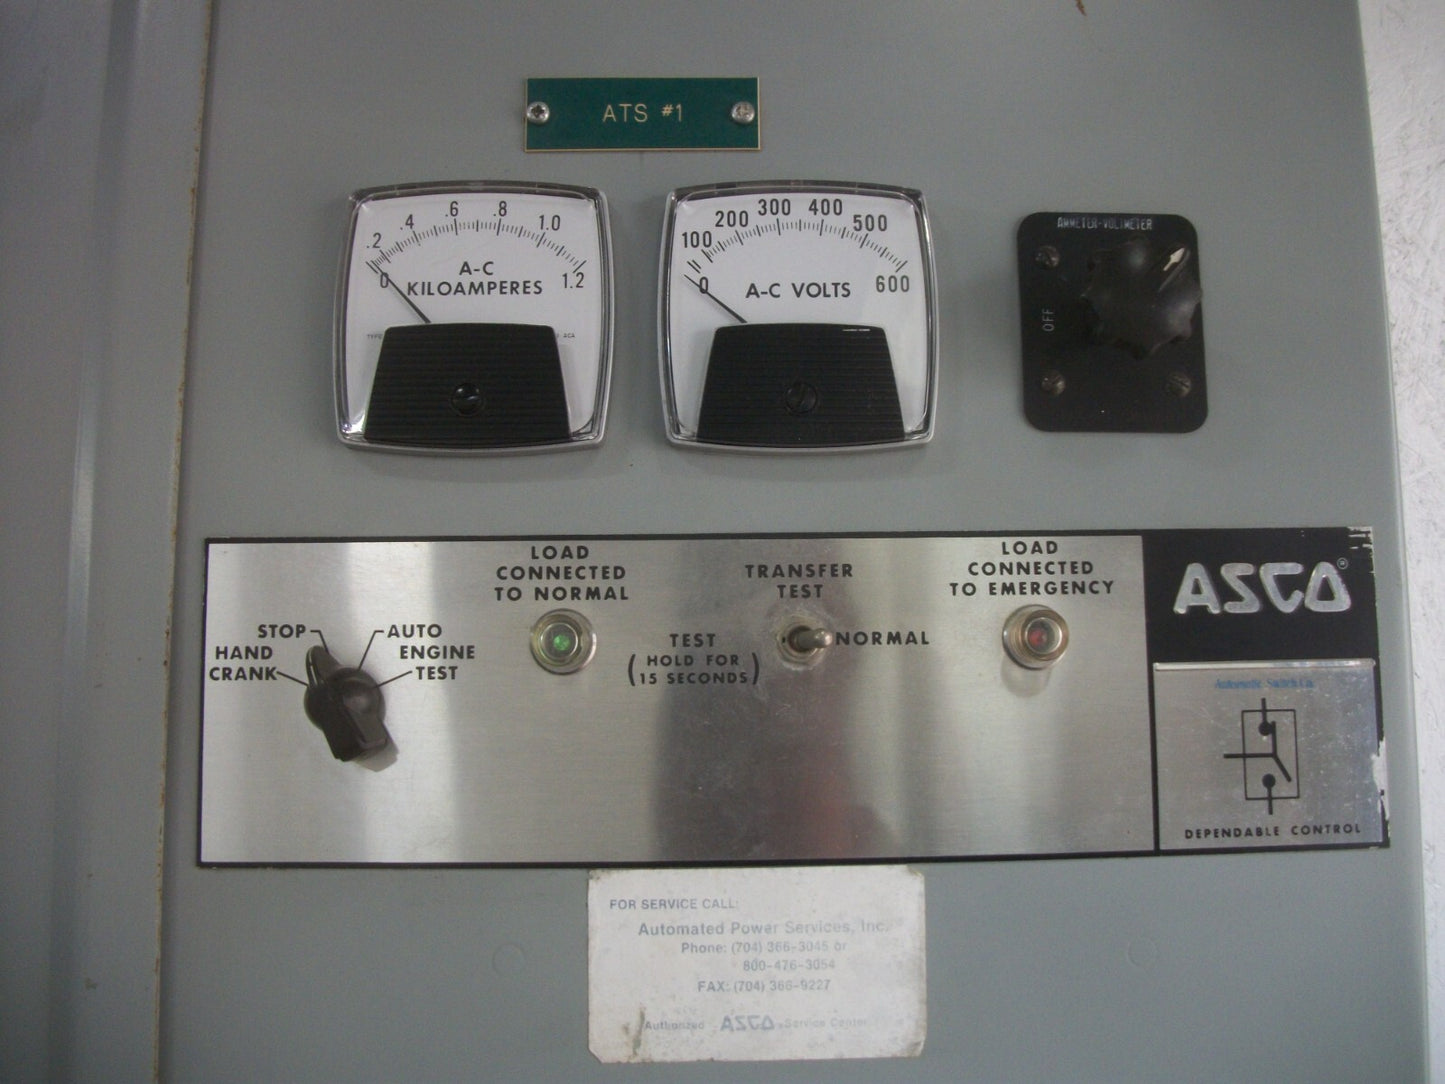 ATS #1
0 .2 .4 .6 .8 1.0 1.2
A-C
KILOAMPERES
0 100 200 300 400 500 600
A-C VOLTS
AMMETER-VOLTMETER
OFF
STOP
HAND
CRANK
AUTO
ENGINE
TEST
LOAD
CONNECTED
TO NORMAL
TRANSFER
TEST
TEST
(HOLD FOR
15 SECONDS)
NORMAL
LOAD
CONNECTED
TO EMERGENCY
ASCO®
Automatic Switch Co.
DEPENDABLE CONTROL
FOR SERVICE CALL:
Automated Power Services, Inc.
Phone: (704) 366-3045 or
800-476-3054
FAX: (704) 366-9227
Authorized ASCO Service Center